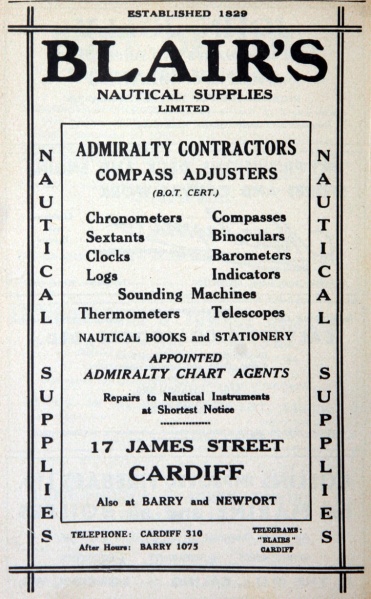 ESTABLISHED 1829
BLAIR'S
NAUTICAL SUPPLIES
LIMITED
NAUTICAL SUPPLIES
ADMIRALTY CONTRACTORS
COMPASS ADJUSTERS
(B.O.T. CERT.)
Chronometers Compasses
Sextants Binoculars
Clocks Barometers
Logs Indicators
Sounding Machines
Thermometers Telescopes
NAUTICAL BOOKS and STATIONERY
APPOINTED
ADMIRALTY CHART AGENTS
Repairs to Nautical Instruments
at Shortest Notice
17 JAMES STREET
CARDIFF
Also at BARRY and NEWPORT
NAUTICAL SUPPLIES
TELEPHONE: CARDIFF 310
After Hours: BARRY 1075
TELEGRAMS:
"BLAIRS"
CARDIFF